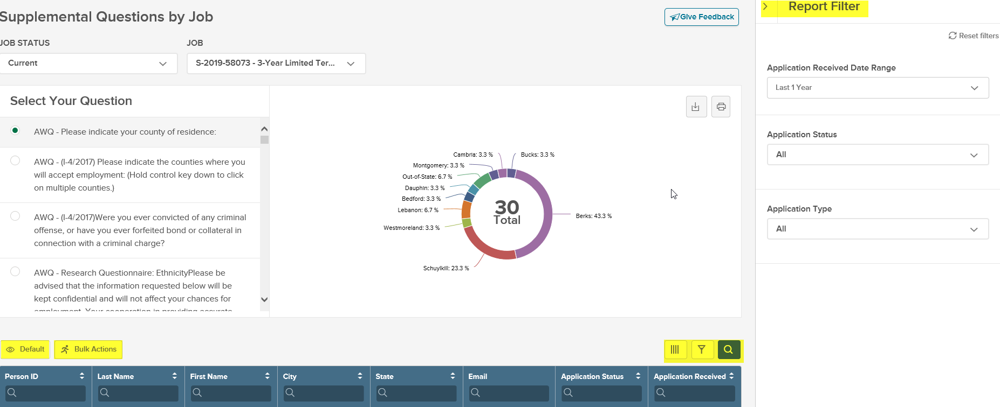 Supplemental Questions by Job
Give Feedback
JOB STATUS
JOB
Current
S-2019-58073 - 3-Year Limited Ter...
Select Your Question
AWQ - Please indicate your county of residence:
AWQ - (I-4/2017) Please indicate the counties where you
will accept employment: (Hold control key down to click
on multiple counties.)
AWQ - (I-4/2017)Were you ever convicted of any criminal
offense, or have you ever forfeited bond or collateral in
connection with a criminal charge?
AWQ - Research Questionnaire: EthnicityPlease be
advised that the information requested below will be
kept confidential and will not affect your chances for
employment. Your cooperation in providing accurate
Cambria: 3.3 %
Bucks: 3.3 %
Montgomery: 3.3 %
Out-of-State: 6.7 %
Dauphin: 3.3 %
Bedford: 3.3 %
Lebanon: 6.7 %
Westmoreland: 3.3 %
Schuylkill: 23.3 %
Berks: 43.3 %
30
Total
Report Filter
Reset filters
Application Received Date Range
Last 1 Year
Application Status
All
Application Type
All
Default
Bulk Actions
Person ID
Last Name
First Name
City
State
Email
Application Status
Application Received